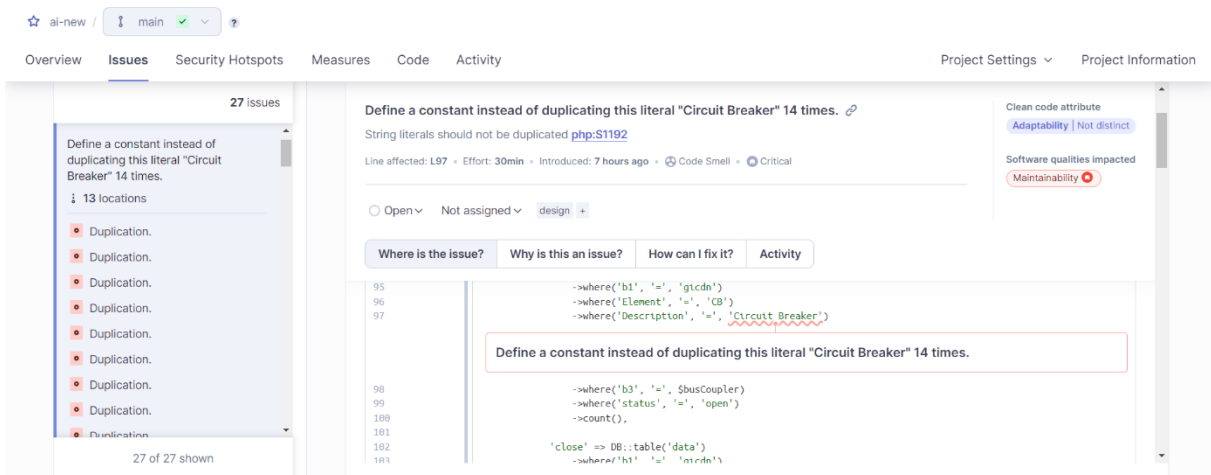 ai-new / main ?
Overview Issues Security Hotspots Measures Code Activity Project Settings Project Information
27 issues
Define a constant instead of
duplicating this literal "Circuit
Breaker" 14 times.
13 locations
Duplication.
Duplication.
Duplication.
Duplication.
Duplication.
Duplication.
Duplication.
Duplication.
Duplication.
27 of 27 shown
Define a constant instead of duplicating this literal "Circuit Breaker" 14 times.
String literals should not be duplicated php:S1192
Line affected: L97 • Effort: 30min • Introduced: 7 hours ago • Code Smell • Critical
Open Not assigned design +
Clean code attribute
Adaptability | Not distinct
Software qualities impacted
Maintainability
Where is the issue? Why is this an issue? How can I fix it? Activity
95 ->where('b1', '=', 'gicdn')
96 ->where('Element', '=', 'CB')
97 ->where('Description', '=', 'Circuit Breaker')
Define a constant instead of duplicating this literal "Circuit Breaker" 14 times.
98 ->where('b3', '=', $busCoupler)
99 ->where('status', '=', 'open')
100 ->count(),
101
102 'close' => DB::table('data')
103 ->where('b1', '=', 'gicdn')